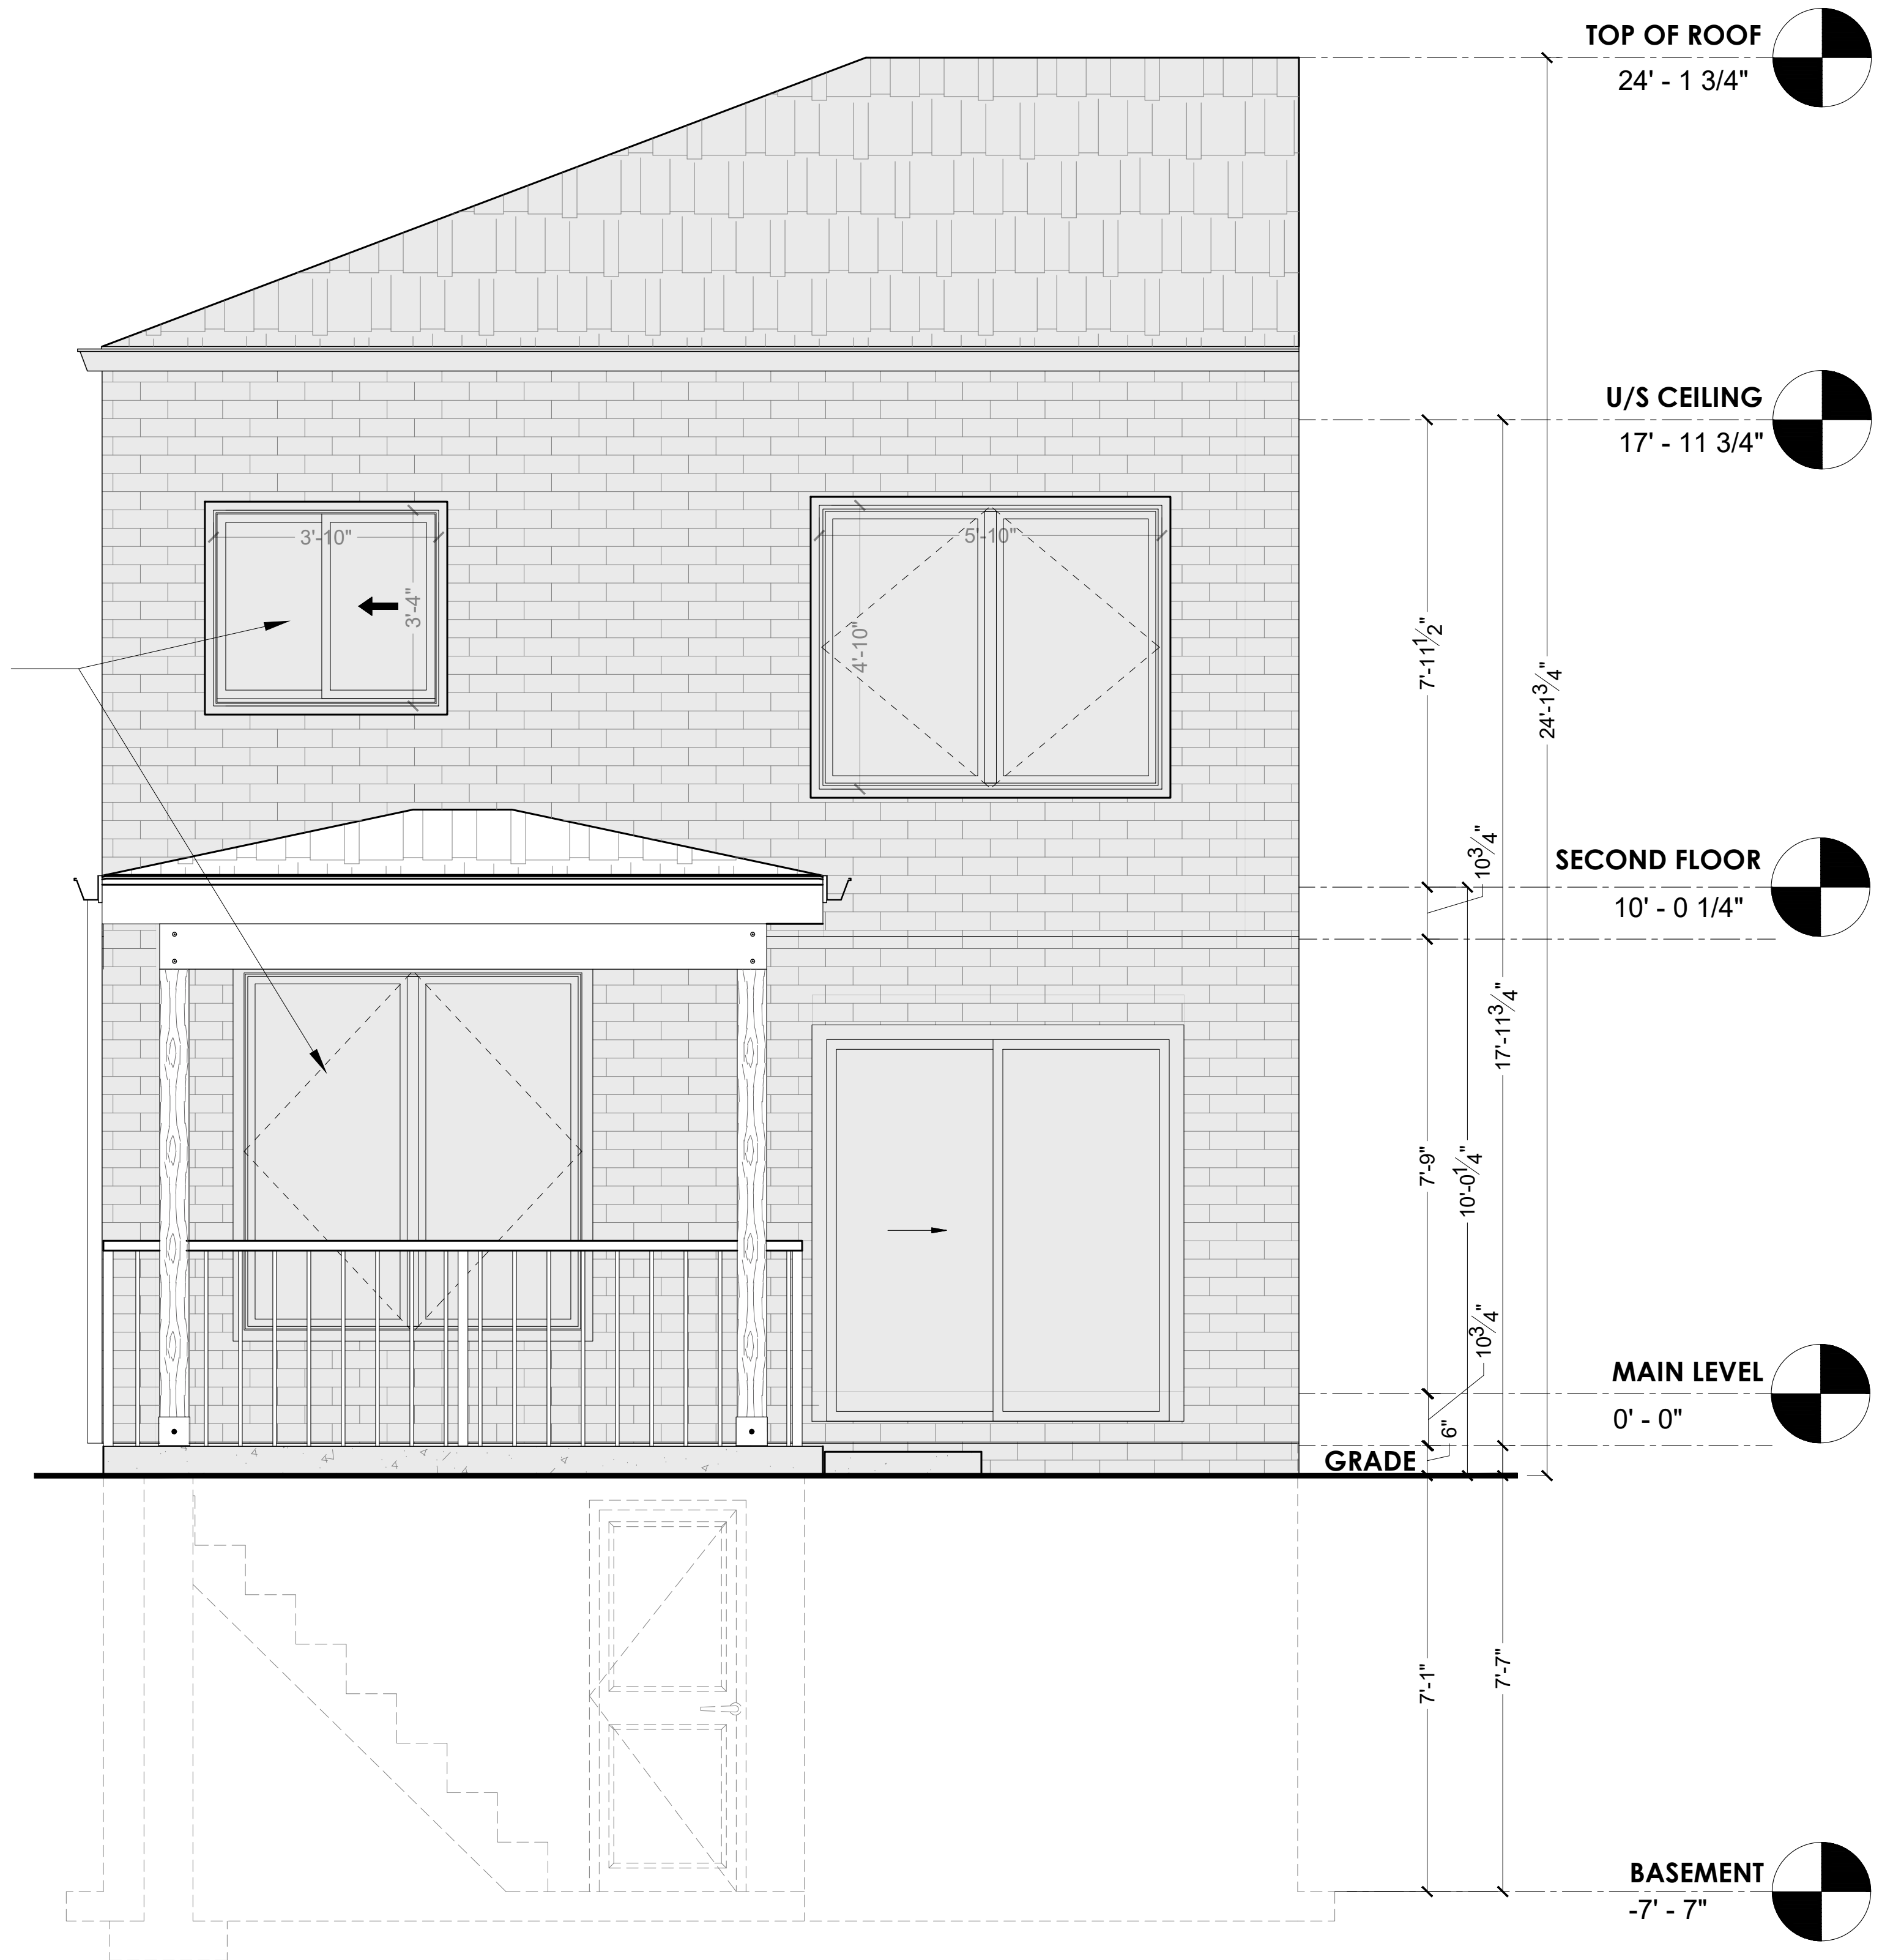 TOP OF ROOF
24' - 1 3/4"
U/S CEILING
17' - 11 3/4"
3'-10"
3'-4"
5'-10"
4'-10"
7'-11 1/2"
24'-1 3/4"
10 3/4"
SECOND FLOOR
10' - 0 1/4"
17'-11 3/4"
7'-9"
10'-0 1/4"
10 3/4"
6"
MAIN LEVEL
0' - 0"
GRADE
7'-1"
7'-7"
BASEMENT
-7' - 7"